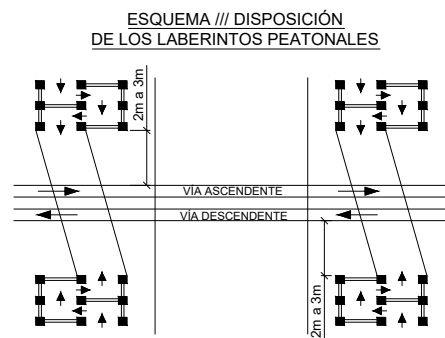 ESQUEMA /// DISPOSICIÓN
DE LOS LABERINTOS PEATONALES
2m a 3m
VÍA ASCENDENTE
VÍA DESCENDENTE
2m a 3m